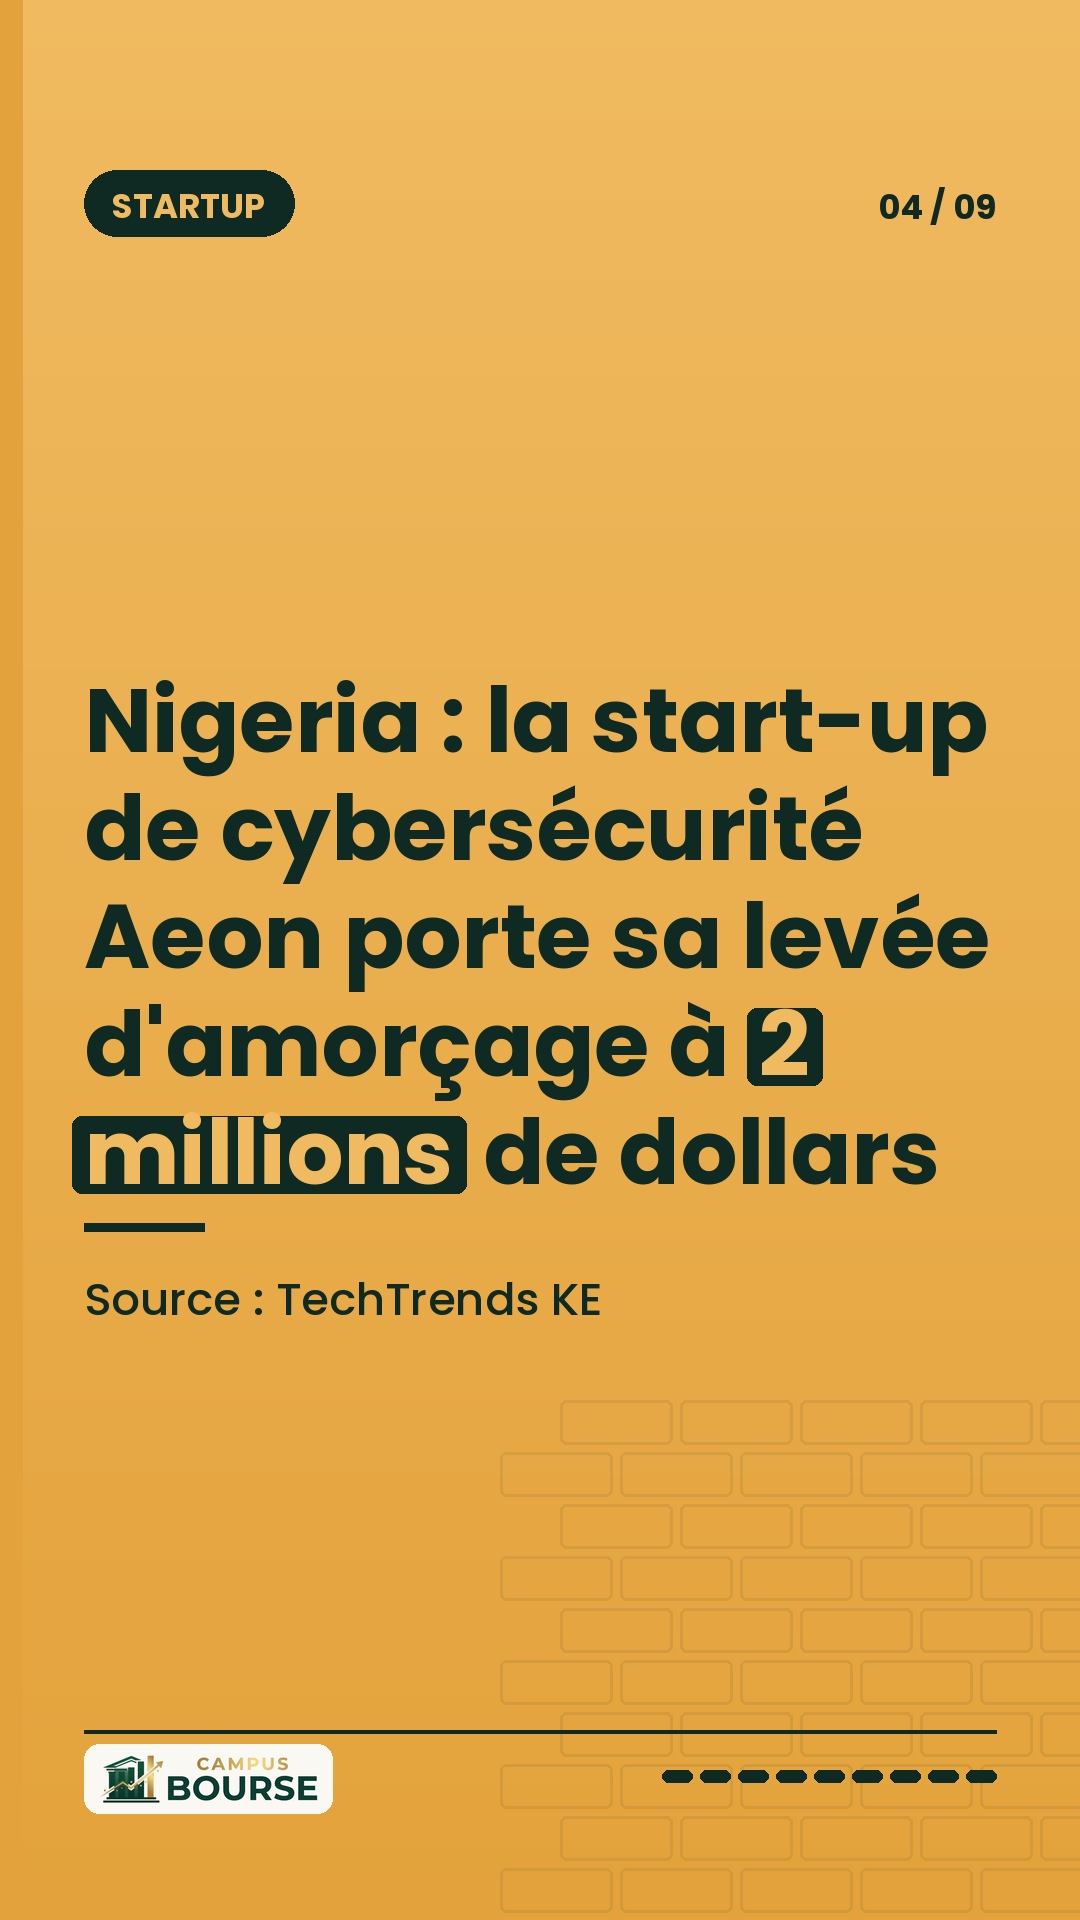 STARTUP
04 / 09
Nigeria : la start-up
de cybersécurité
Aeon porte sa levée
d'amorçage à 2
millions de dollars
Source : TechTrends KE
CAMPUS
BOURSE